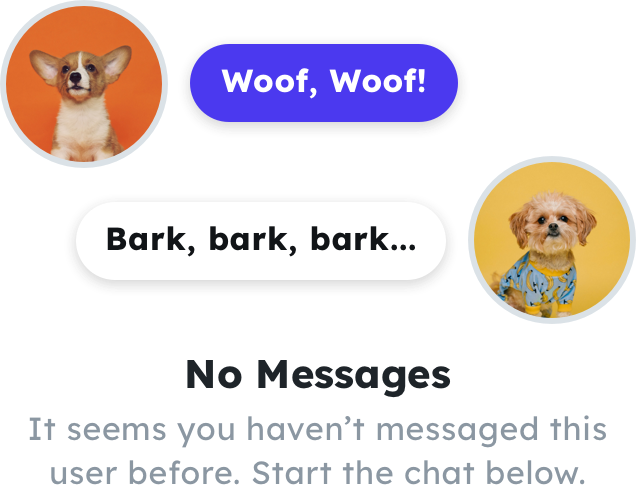 Woof, Woof!
Bark, bark, bark...
No Messages
It seems you haven’t messaged this
user before. Start the chat below.